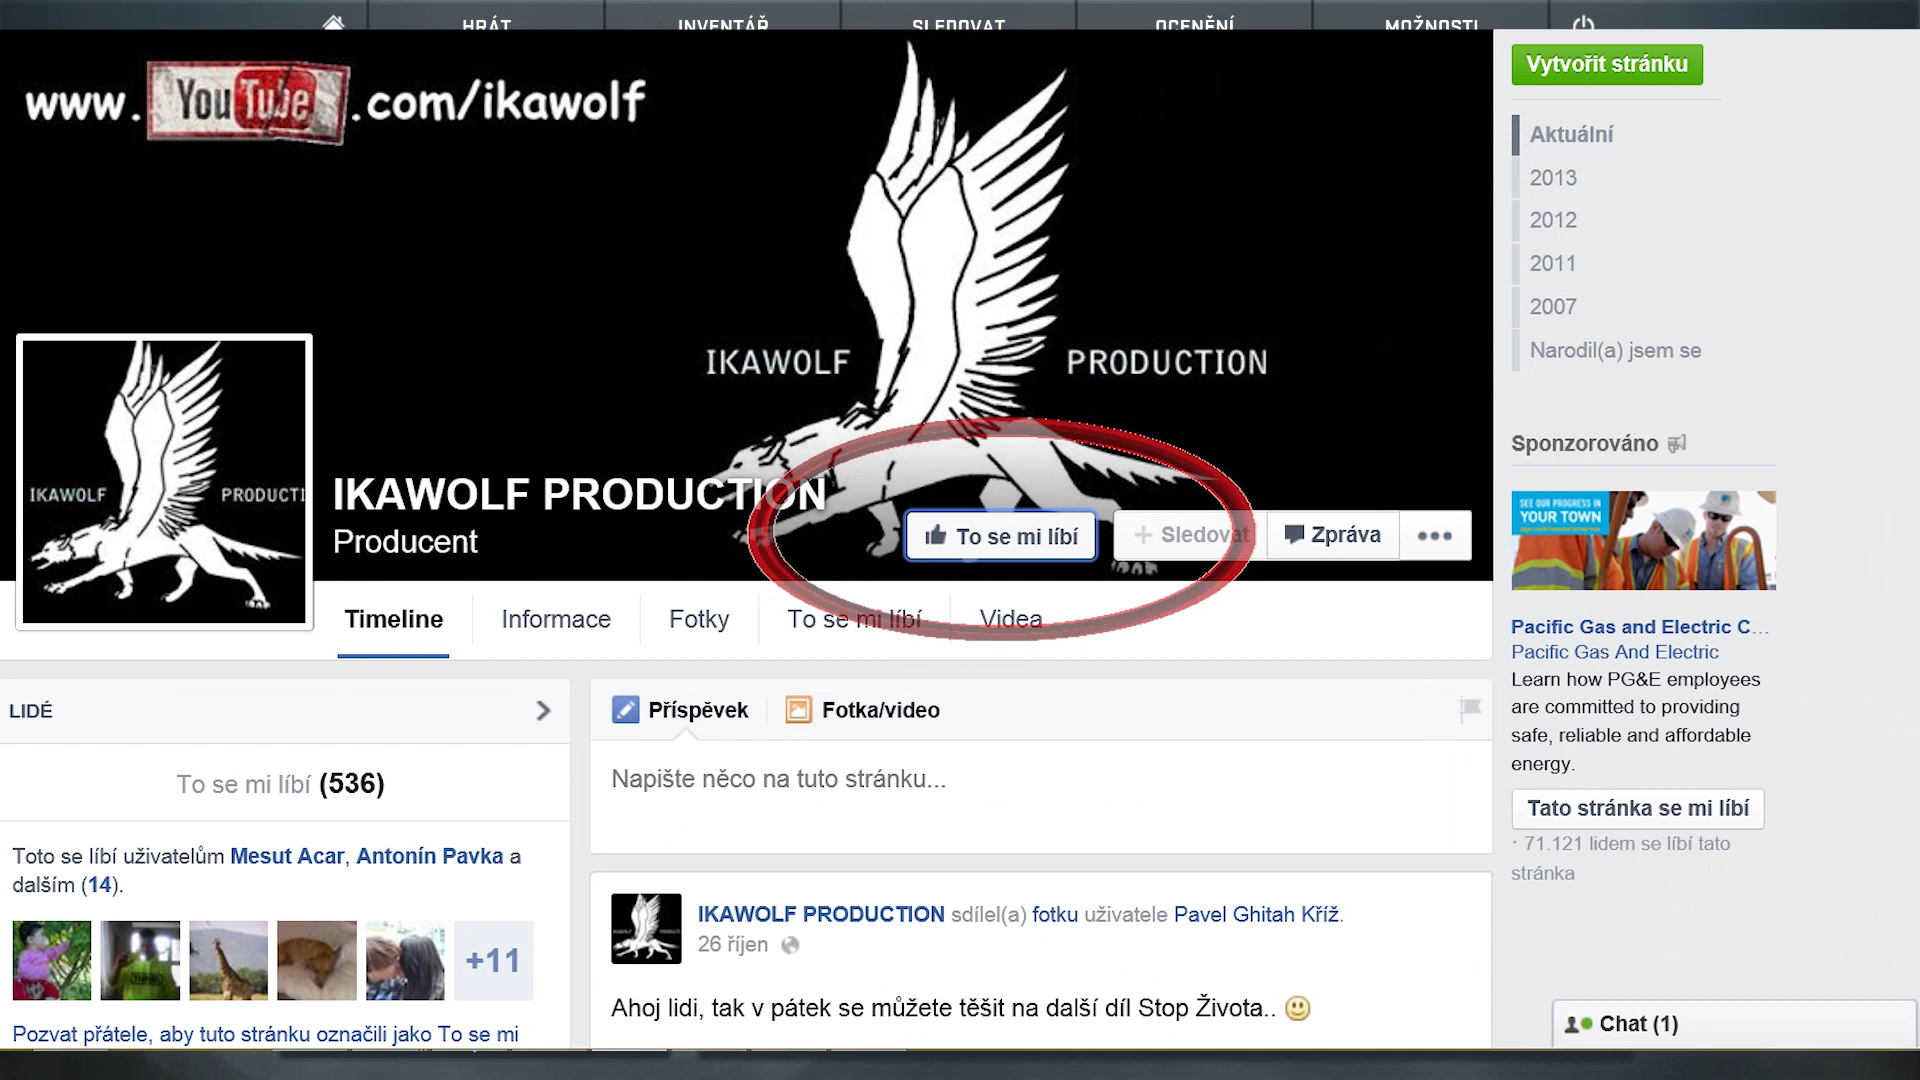 HRÁT INVENTÁŘ SLEDOVAT OCENĚNÍ MOŽNOSTI
www.YouTube.com/ikawolf
IKAWOLF PRODUCTION
IKAWOLF PRODUCTI
IKAWOLF PRODUCTION
Producent
To se mi líbí
Sledovat
Zpráva
Timeline Informace Fotky To se mi líbí Videa
LIDÉ
To se mi líbí (536)
Toto se líbí uživatelům Mesut Acar, Antonín Pavka a
dalším (14).
+11
Pozvat přátele, aby tuto stránku označili jako To se mi
Příspěvek Fotka/video
Napište něco na tuto stránku...
IKAWOLF PRODUCTION sdílel(a) fotku uživatele Pavel Ghitah Kříž.
26 říjen
Ahoj lidi, tak v pátek se můžete těšit na další díl Stop Života..
Vytvořit stránku
Aktuální
2013
2012
2011
2007
Narodil(a) jsem se
Sponzorováno
SEE OUR PROGRESS IN
YOUR TOWN
Pacific Gas and Electric C...
Pacific Gas And Electric
Learn how PG&E employees
are committed to providing
safe, reliable and affordable
energy.
Tato stránka se mi líbí
· 71.121 lidem se líbí tato
stránka
Chat (1)